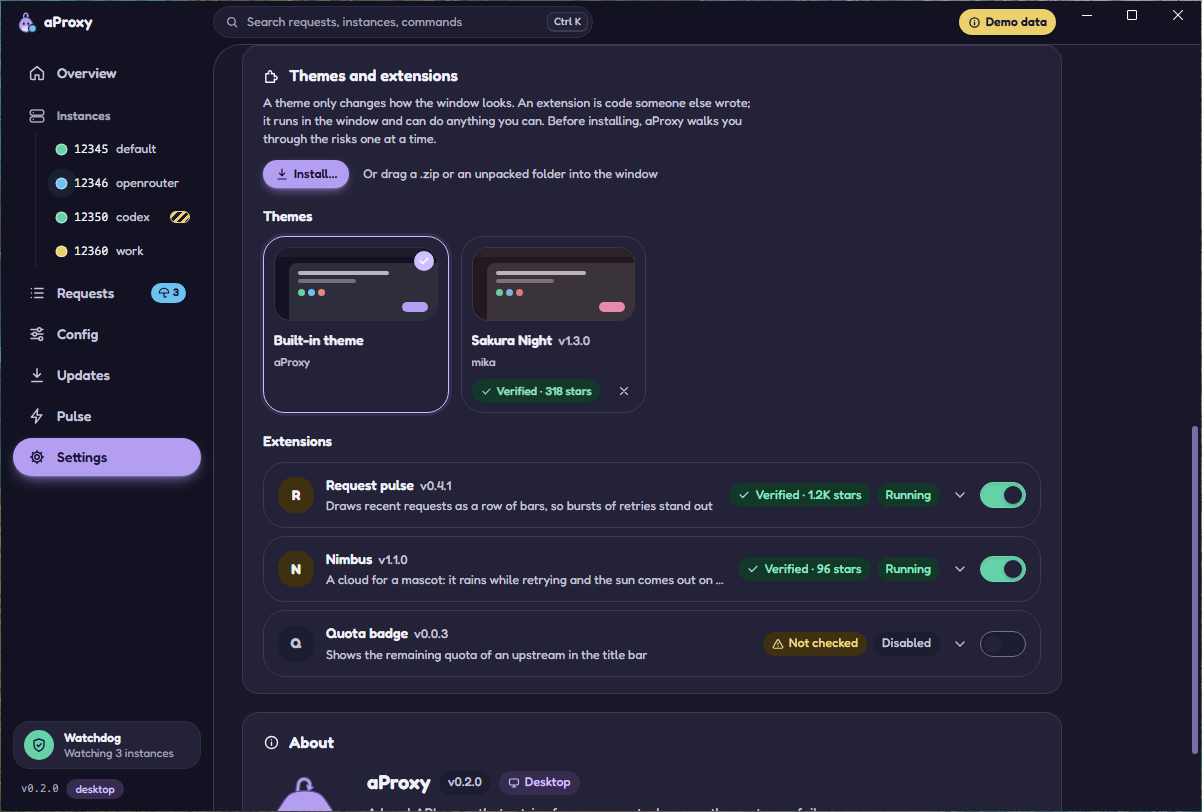 aProxy
Search requests, instances, commands
Ctrl K
Demo data
Overview
Instances
12345 default
12346 openrouter
12350 codex
12360 work
Requests
3
Config
Updates
Pulse
Settings
Watchdog
Watching 3 instances
v0.2.0 desktop
Themes and extensions
A theme only changes how the window looks. An extension is code someone else wrote;
it runs in the window and can do anything you can. Before installing, aProxy walks you
through the risks one at a time.
Install...
Or drag a .zip or an unpacked folder into the window
Themes
Built-in theme
aProxy
Sakura Night v1.3.0
mika
Verified · 318 stars
Extensions
R
Request pulse v0.4.1
Draws recent requests as a row of bars, so bursts of retries stand out
Verified · 1.2K stars
Running
N
Nimbus v1.1.0
A cloud for a mascot: it rains while retrying and the sun comes out on ...
Verified · 96 stars
Running
Q
Quota badge v0.0.3
Shows the remaining quota of an upstream in the title bar
Not checked
Disabled
About
aProxy v0.2.0 Desktop